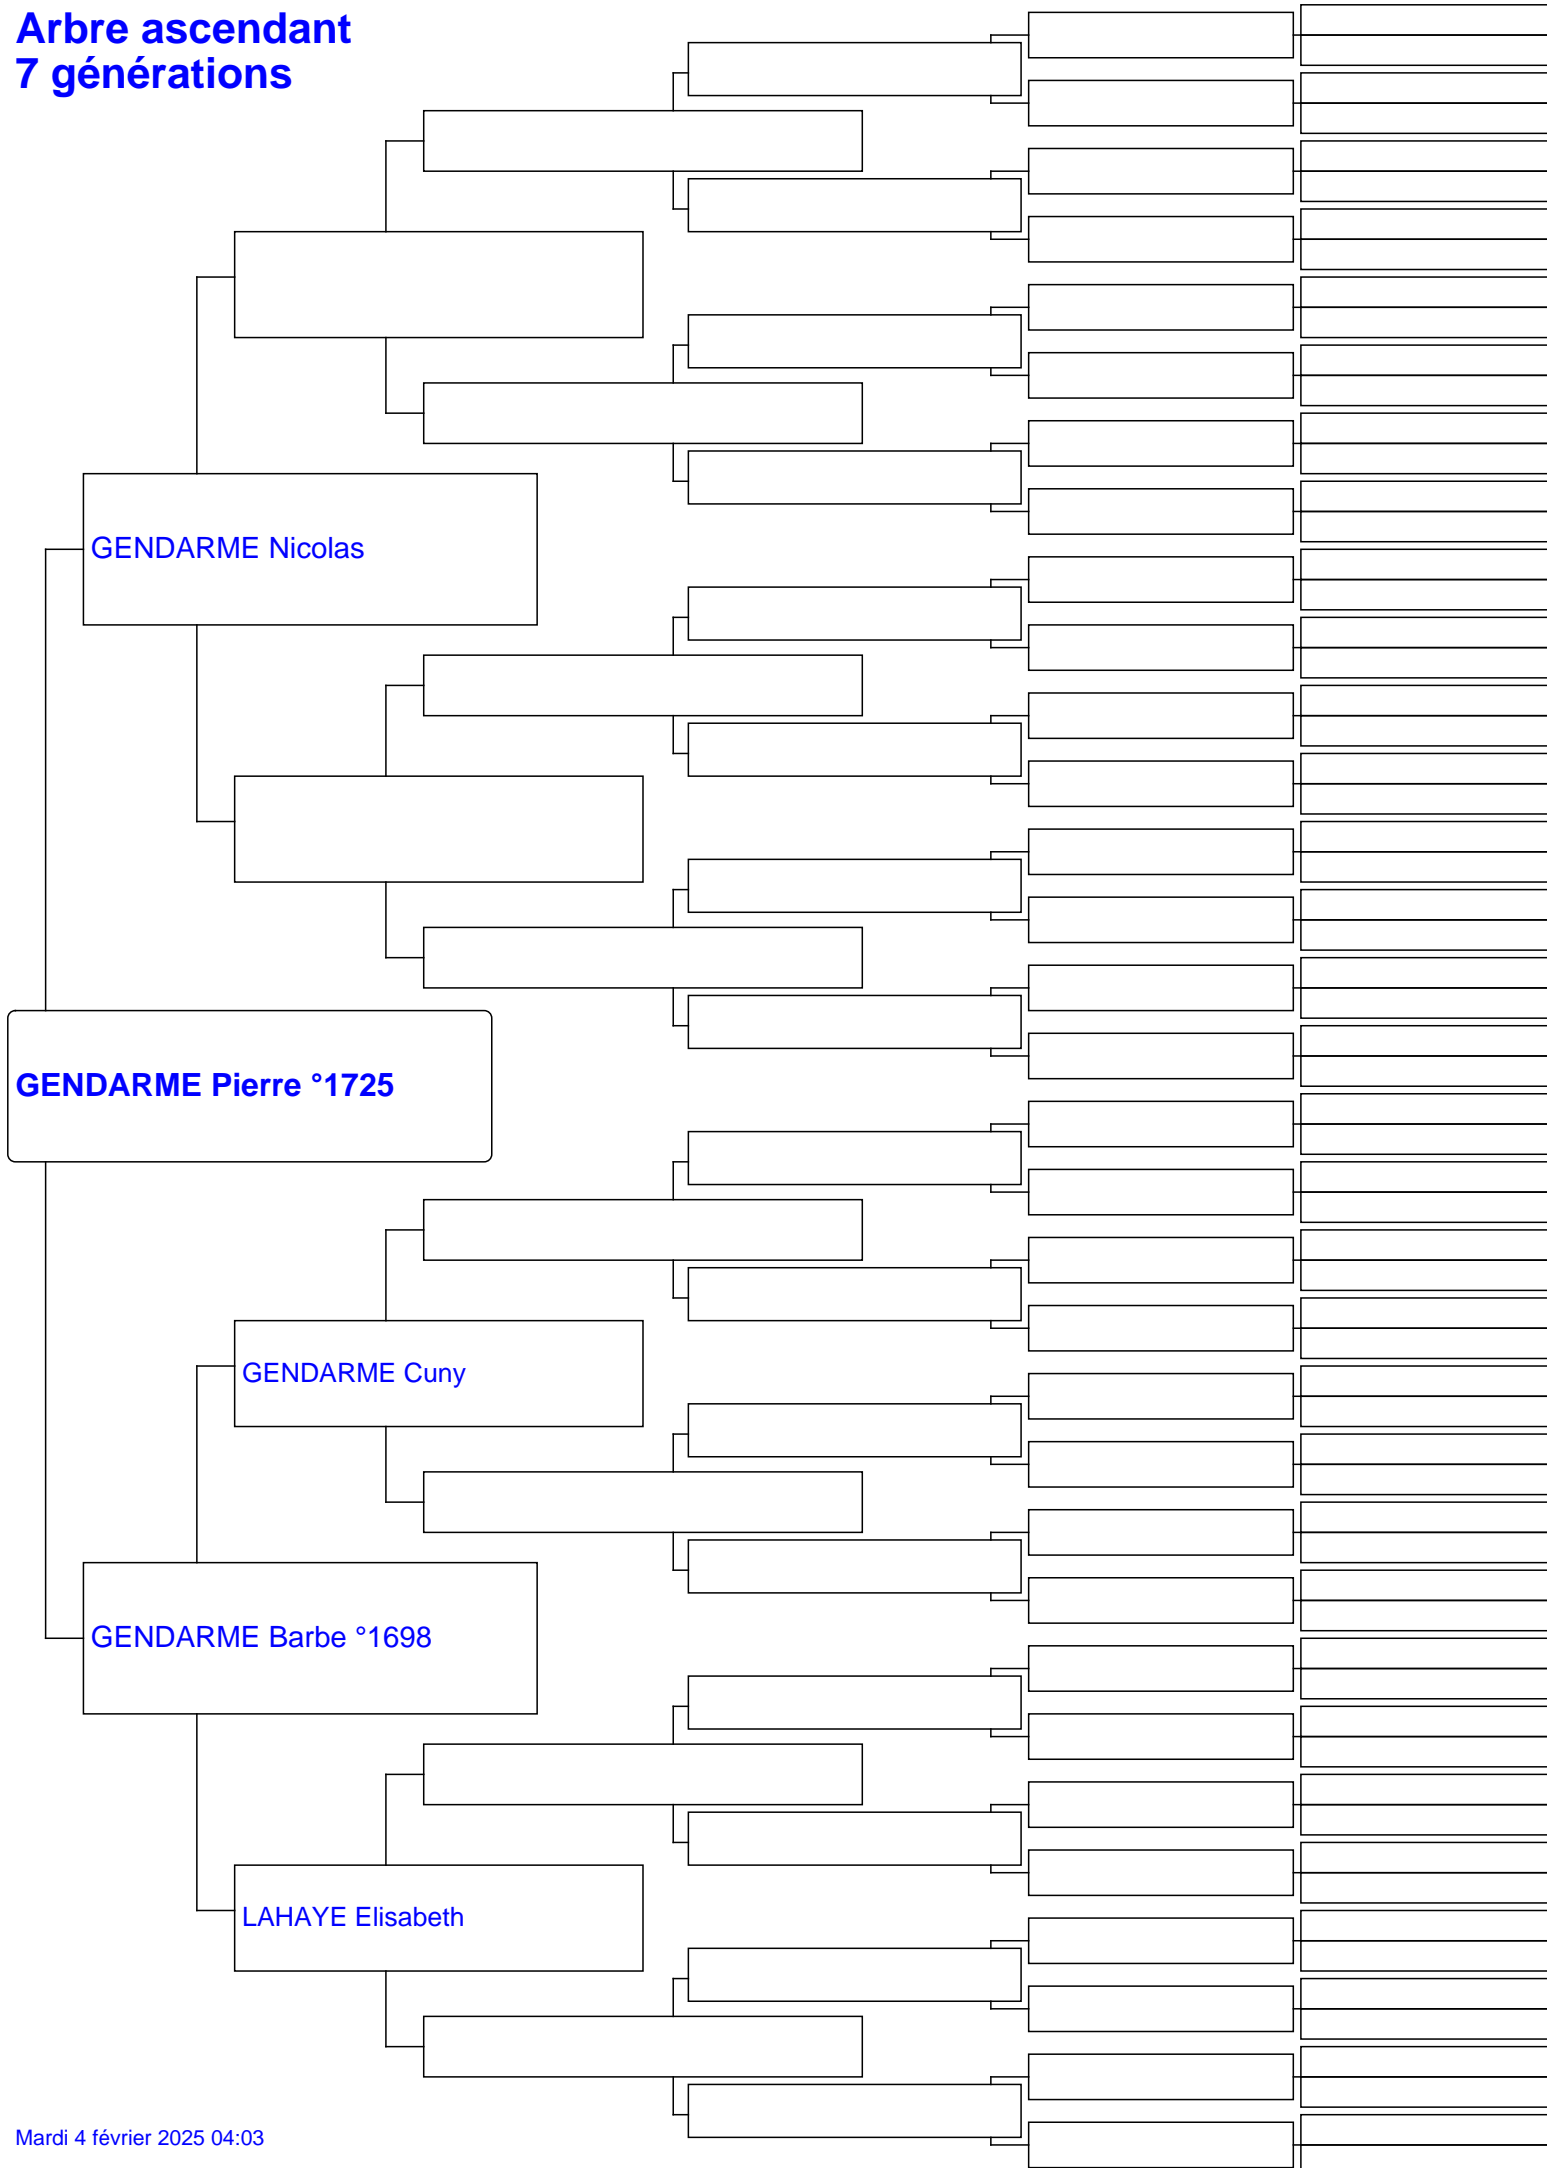 Arbre ascendant
7 générations
GENDARME Nicolas
GENDARME Pierre °1725
GENDARME Cuny
GENDARME Barbe °1698
LAHAYE Elisabeth
Mardi 4 février 2025 04:03